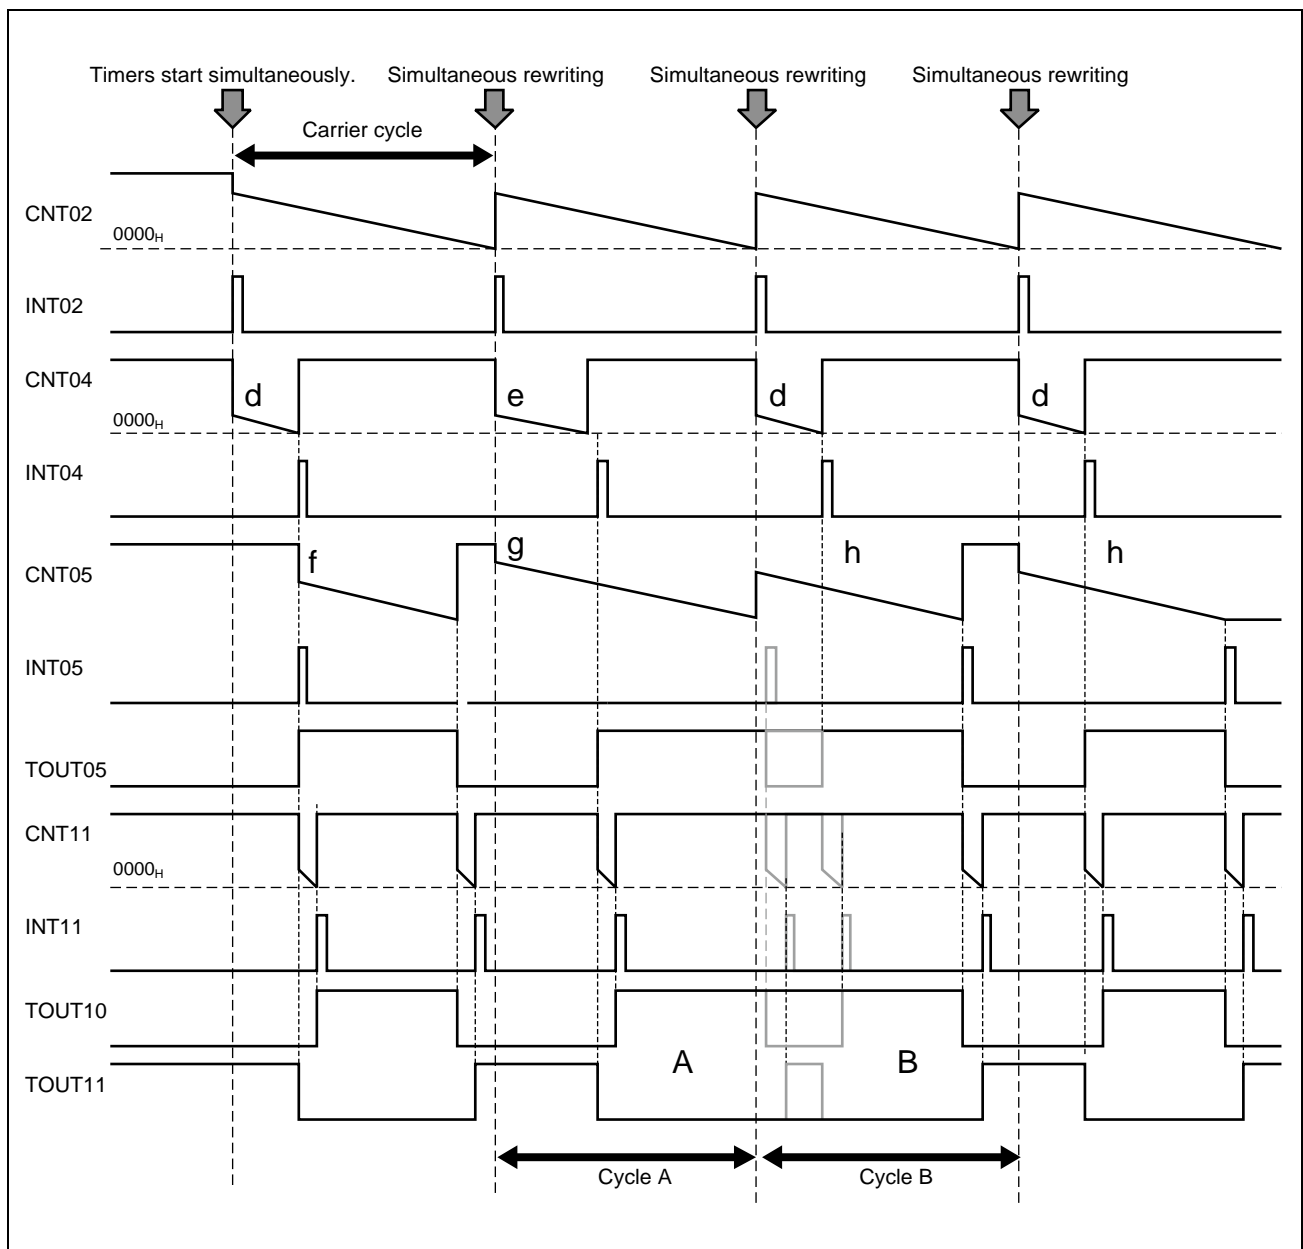 Timers start simultaneously. Simultaneous rewriting Simultaneous rewriting Simultaneous rewriting
Carrier cycle
CNT02
0000H
INT02
CNT04
d e d d
0000H
INT04
CNT05
f g h h
INT05
TOUT05
CNT11
0000H
INT11
TOUT10
A B
TOUT11
Cycle A Cycle B